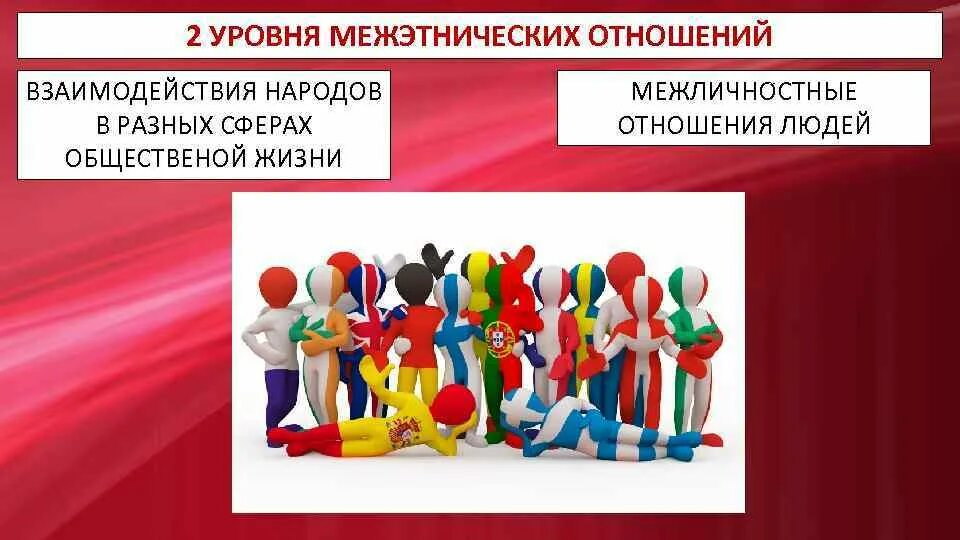 2 УРОВНЯ МЕЖЭТНИЧЕСКИХ ОТНОШЕНИЙ
ВЗАИМОДЕЙСТВИЯ НАРОДОВ
В РАЗНЫХ СФЕРАХ
ОБЩЕСТВЕНОЙ ЖИЗНИ
МЕЖЛИЧНОСТНЫЕ
ОТНОШЕНИЯ ЛЮДЕЙ